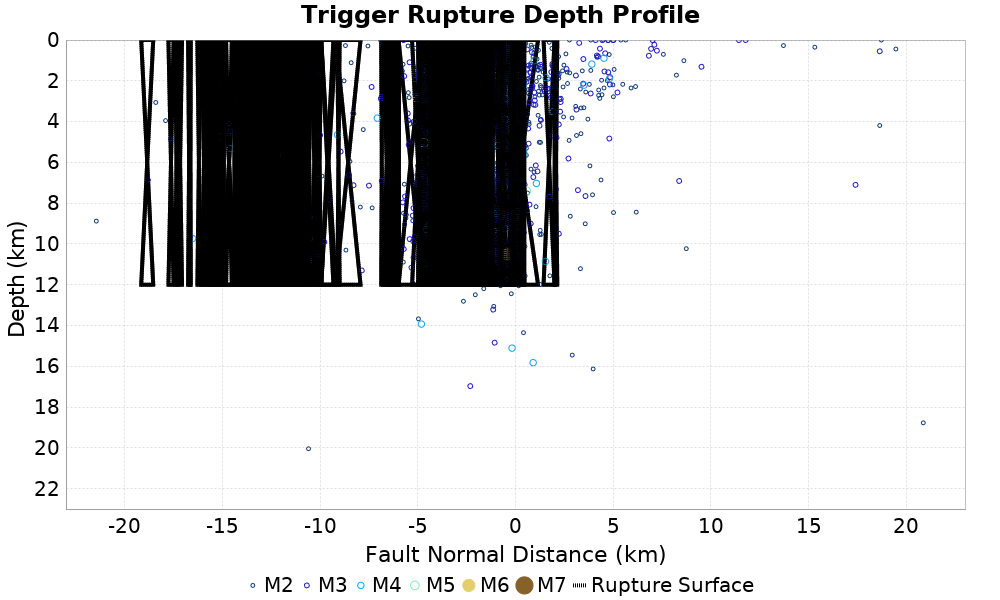 Trigger Rupture Depth Profile
0
2
4
6
8
10
12
14
16
18
20
22
Depth (km)
-20 -15 -10 -5 0 5 10 15 20
Fault Normal Distance (km)
M2 M3 M4 M5 M6 M7 Rupture Surface